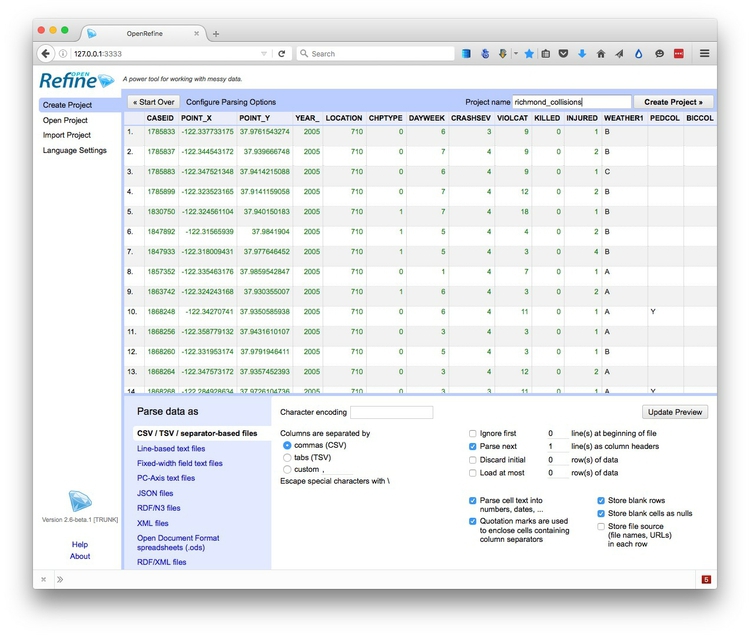 OpenRefine
127.0.0.1:3333
Search
OPEN
Refine
A power tool for working with messy data.
Create Project
Open Project
Import Project
Language Settings
« Start Over Configure Parsing Options Project name richmond_collisions Create Project »
CASEID POINT_X POINT_Y YEAR_ LOCATION CHPTYPE DAYWEEK CRASHSEV VIOLCAT KILLED INJURED WEATHER1 PEDCOL BICCOL
1. 1785833 -122.337733175 37.9761543274 2005 710 0 6 3 9 0 1 B
2. 1785837 -122.344543172 37.939666748 2005 710 0 7 4 9 0 2 B
3. 1785883 -122.347521348 37.9414215088 2005 710 0 6 4 9 0 1 C
4. 1785899 -122.323523165 37.9141159058 2005 710 0 7 4 12 0 2 B
5. 1830750 -122.324561104 37.940150183 2005 710 1 7 4 18 0 1 B
6. 1847892 -122.31565939 37.9841904 2005 710 1 5 4 4 0 2 B
7. 1847933 -122.318009431 37.977646452 2005 710 1 5 4 3 0 4 B
8. 1857352 -122.335463176 37.9859542847 2005 710 0 1 4 7 0 1 A
9. 1863742 -122.324243168 37.930355007 2005 710 1 6 4 3 0 2 A
10. 1868248 -122.34270741 37.9350585938 2005 710 0 6 4 11 0 1 A Y
11. 1868256 -122.358779132 37.9431610107 2005 710 0 3 4 3 0 1 A
12. 1868260 -122.331953174 37.9791946411 2005 710 0 5 4 3 0 1 B
13. 1868264 -122.347573172 37.9357452393 2005 710 0 3 4 12 0 2 A
14. 1868268 -122.284928634 37.9726104736 2005 710 0 3 3 11 0 1 A Y
Parse data as
CSV / TSV / separator-based files
Line-based text files
Fixed-width field text files
PC-Axis text files
JSON files
RDF/N3 files
XML files
Open Document Format
spreadsheets (.ods)
RDF/XML files
Character encoding
Update Preview
Columns are separated by
commas (CSV)
tabs (TSV)
custom ,
Escape special characters with \
Ignore first 0 line(s) at beginning of file
Parse next 1 line(s) as column headers
Discard initial 0 row(s) of data
Load at most 0 row(s) of data
Parse cell text into
numbers, dates, ...
Quotation marks are used
to enclose cells containing
column separators
Store blank rows
Store blank cells as nulls
Store file source
(file names, URLs)
in each row
Version 2.6-beta.1 [TRUNK]
Help
About
5